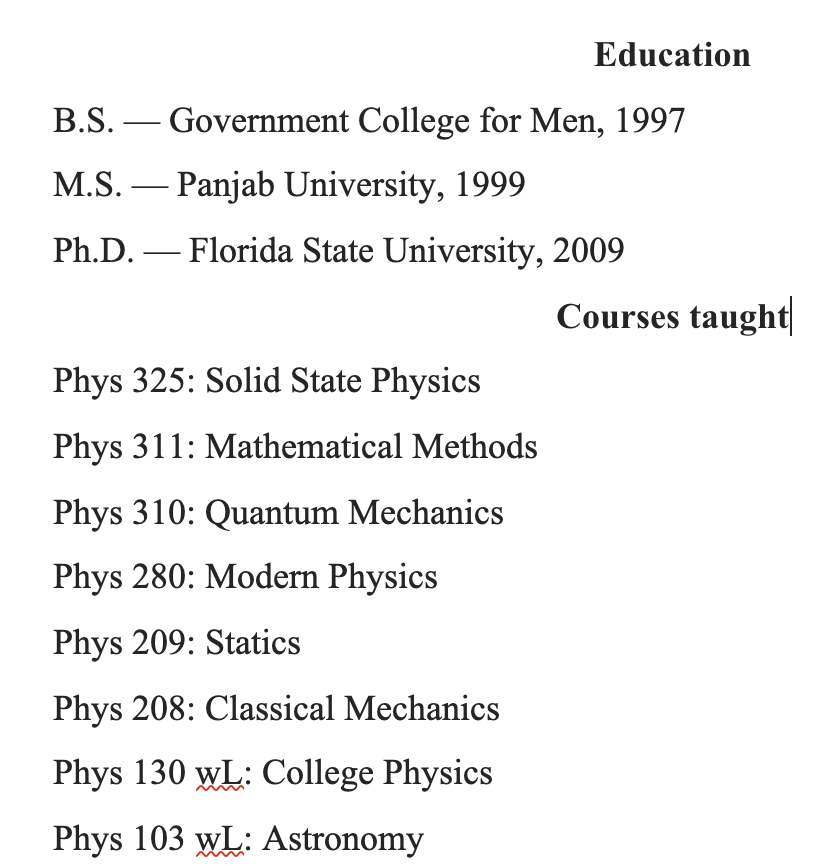 Education
B.S. — Government College for Men, 1997
M.S. — Panjab University, 1999
Ph.D. — Florida State University, 2009
Courses taught
Phys 325: Solid State Physics
Phys 311: Mathematical Methods
Phys 310: Quantum Mechanics
Phys 280: Modern Physics
Phys 209: Statics
Phys 208: Classical Mechanics
Phys 130 wL: College Physics
Phys 103 wL: Astronomy